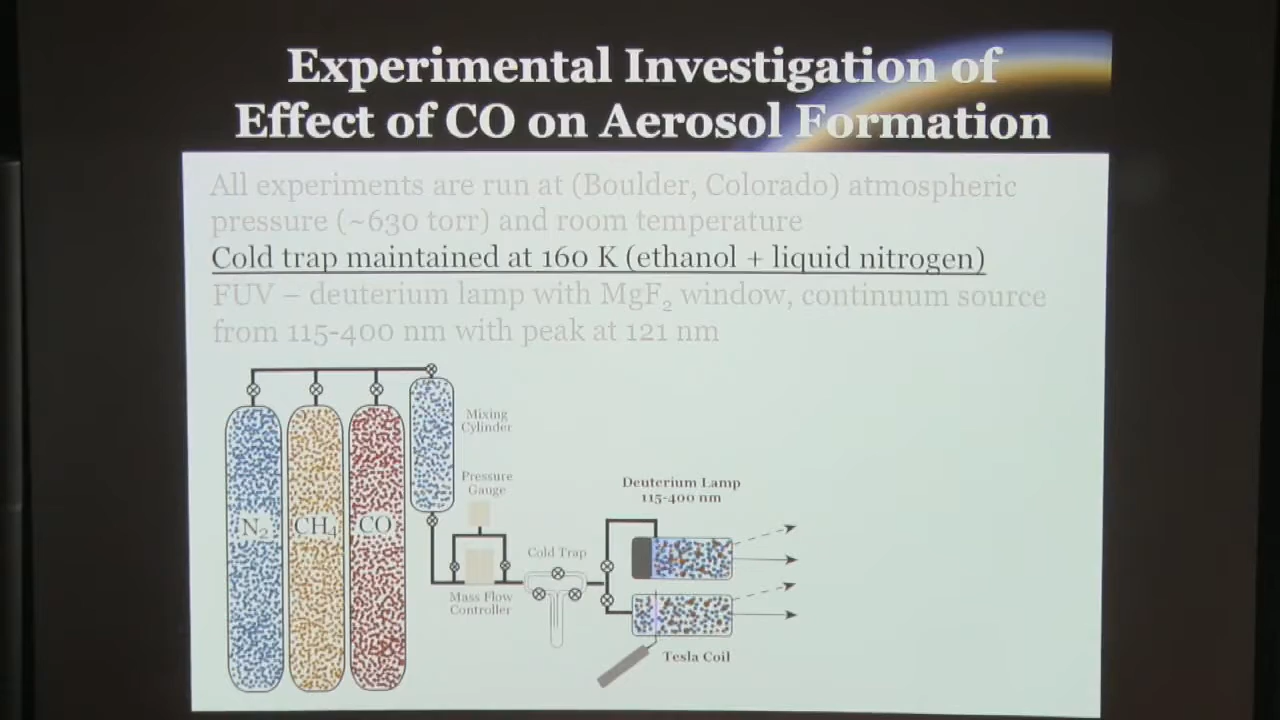 Experimental Investigation of
Effect of CO on Aerosol Formation
All experiments are run at (Boulder, Colorado) atmospheric
pressure (~630 torr) and room temperature
Cold trap maintained at 160 K (ethanol + liquid nitrogen)
FUV – deuterium lamp with MgF₂ window, continuum source
from 115-400 nm with peak at 121 nm
Mixing
Cylinder
Pressure
Gauge
N₂
CH₄
CO
Deuterium Lamp
115-400 nm
Cold Trap
Mass Flow
Controller
Tesla Coil